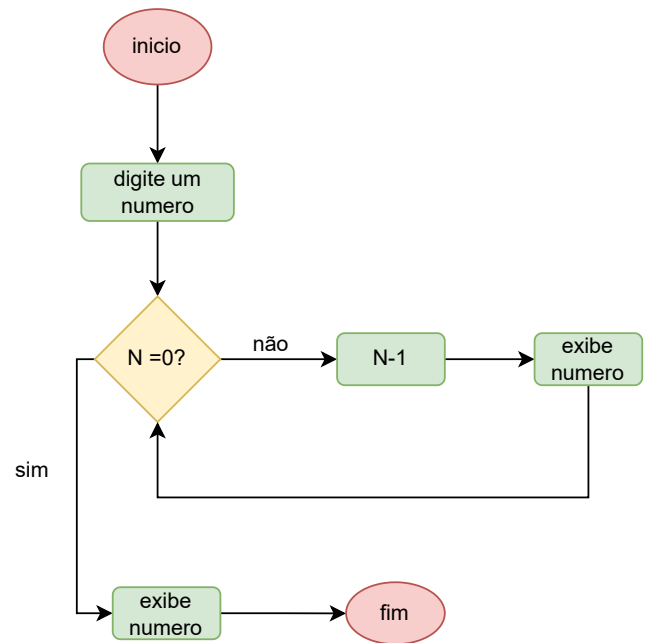 inicio
digite um
numero
N =0?
não
N-1
exibe
numero
sim
exibe
numero
fim